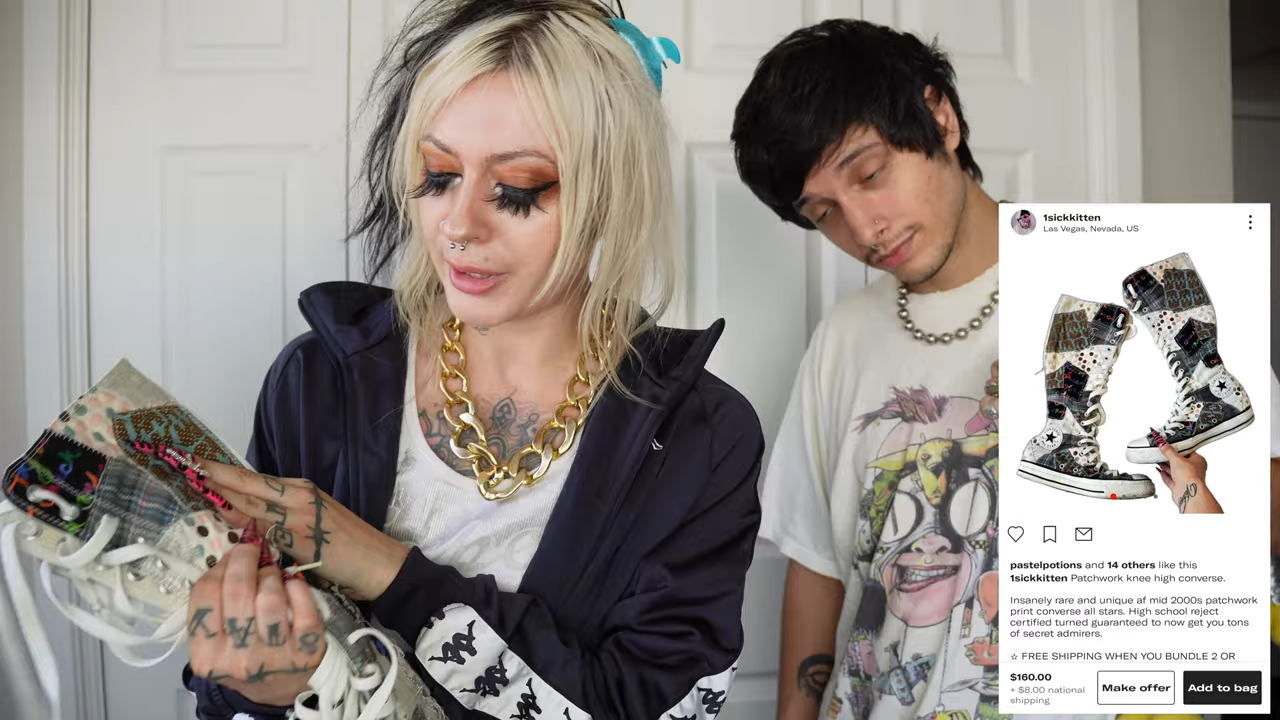 1sickkitten
Las Vegas, Nevada, US
pastelpotions and 14 others like this
1sickkitten Patchwork knee high converse.
Insanely rare and unique af mid 2000s patchwork
print converse all stars. High school reject
certified turned guaranteed to now get you tons
of secret admirers.
☆ FREE SHIPPING WHEN YOU BUNDLE 2 OR
$160.00
+ $8.00 national
shipping
Make offer
Add to bag